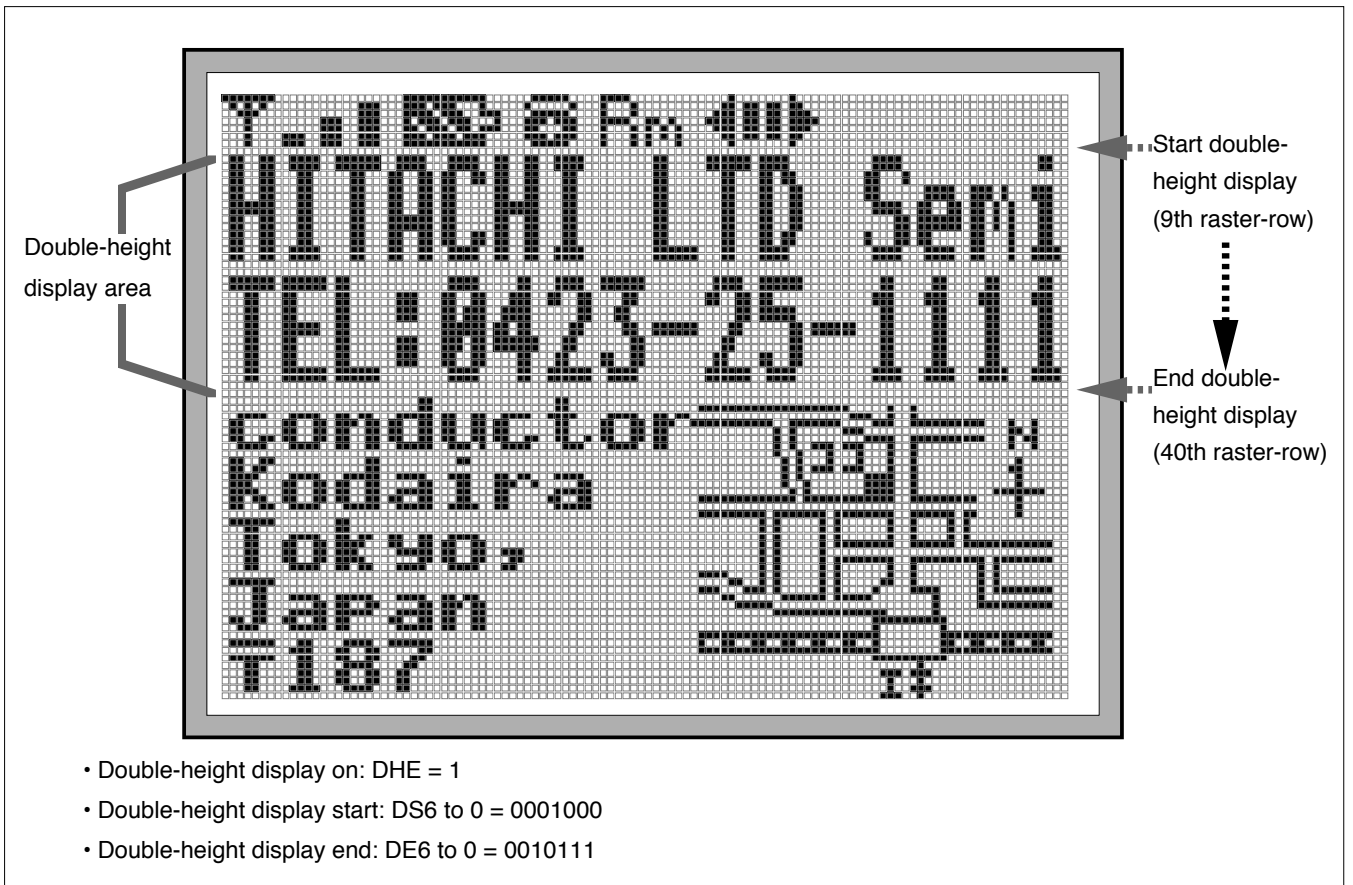 Pim
HITACHI LTD Semi
TEL:0423-25-1111
conductor
Kodaira
Tokyo,
Japan
T187
N
Start double-
height display
(9th raster-row)
Double-height
display area
End double-
height display
(40th raster-row)
• Double-height display on: DHE = 1
• Double-height display start: DS6 to 0 = 0001000
• Double-height display end: DE6 to 0 = 0010111